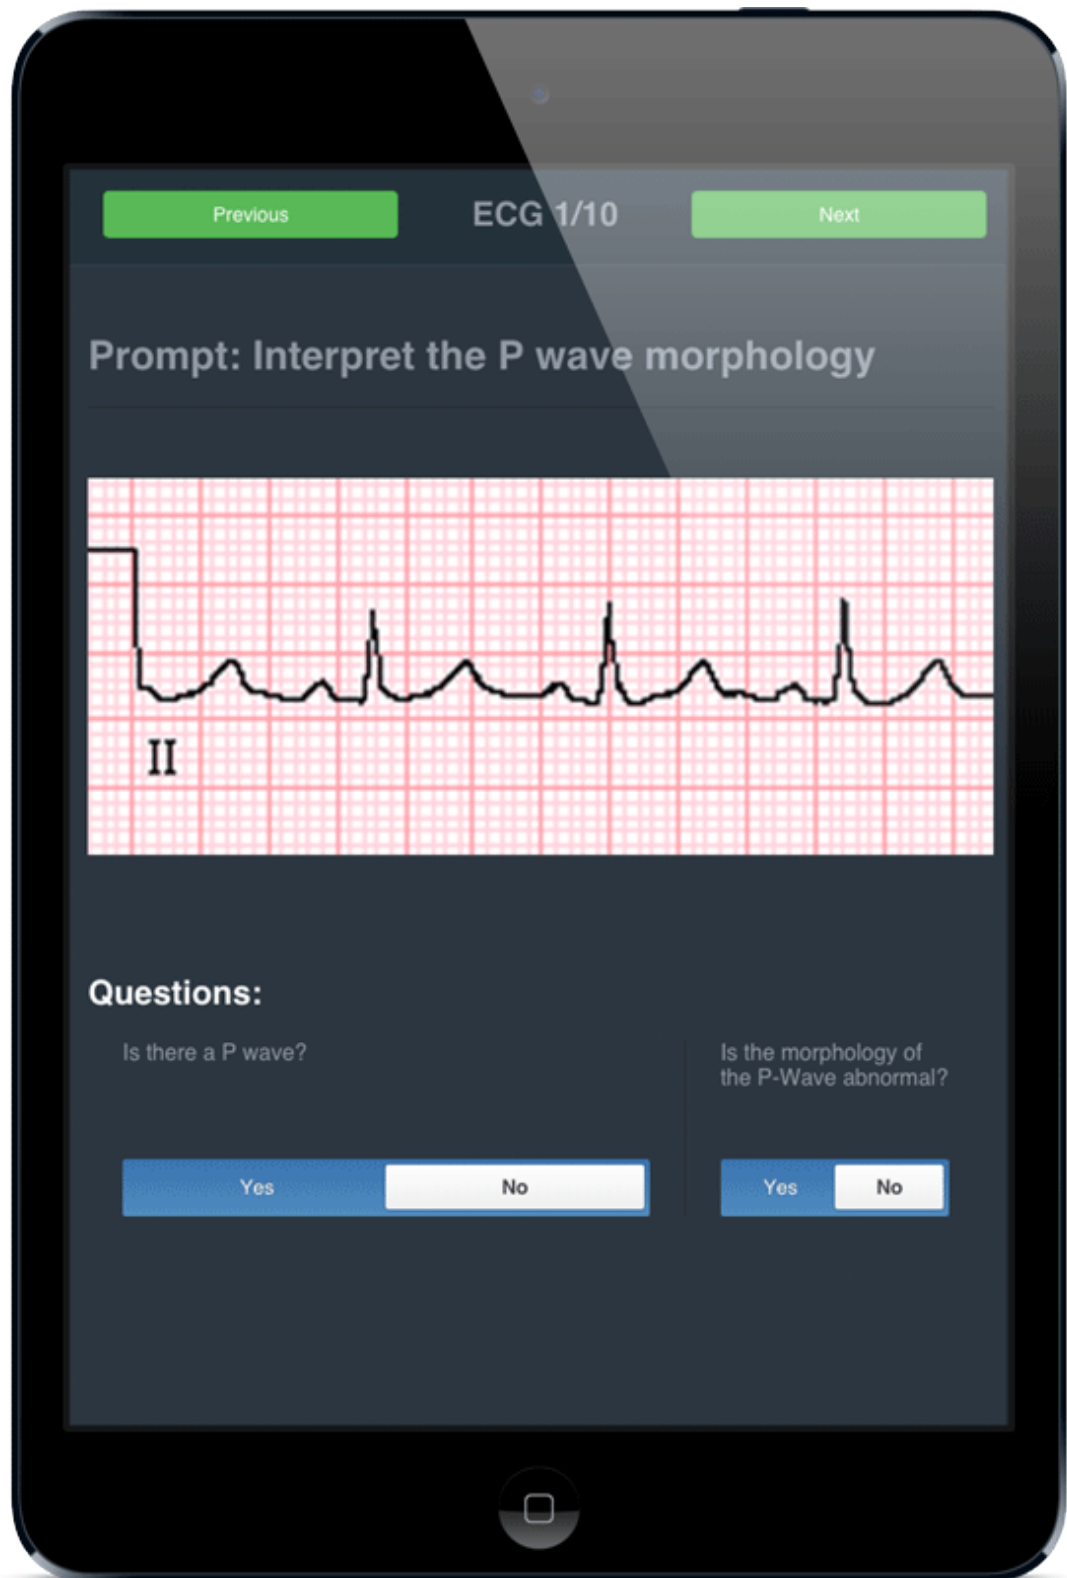 Previous ECG 1/10 Next
Prompt: Interpret the P wave morphology
II
Questions:
Is there a P wave?
Is the morphology of
the P-Wave abnormal?
Yes No
Yes No